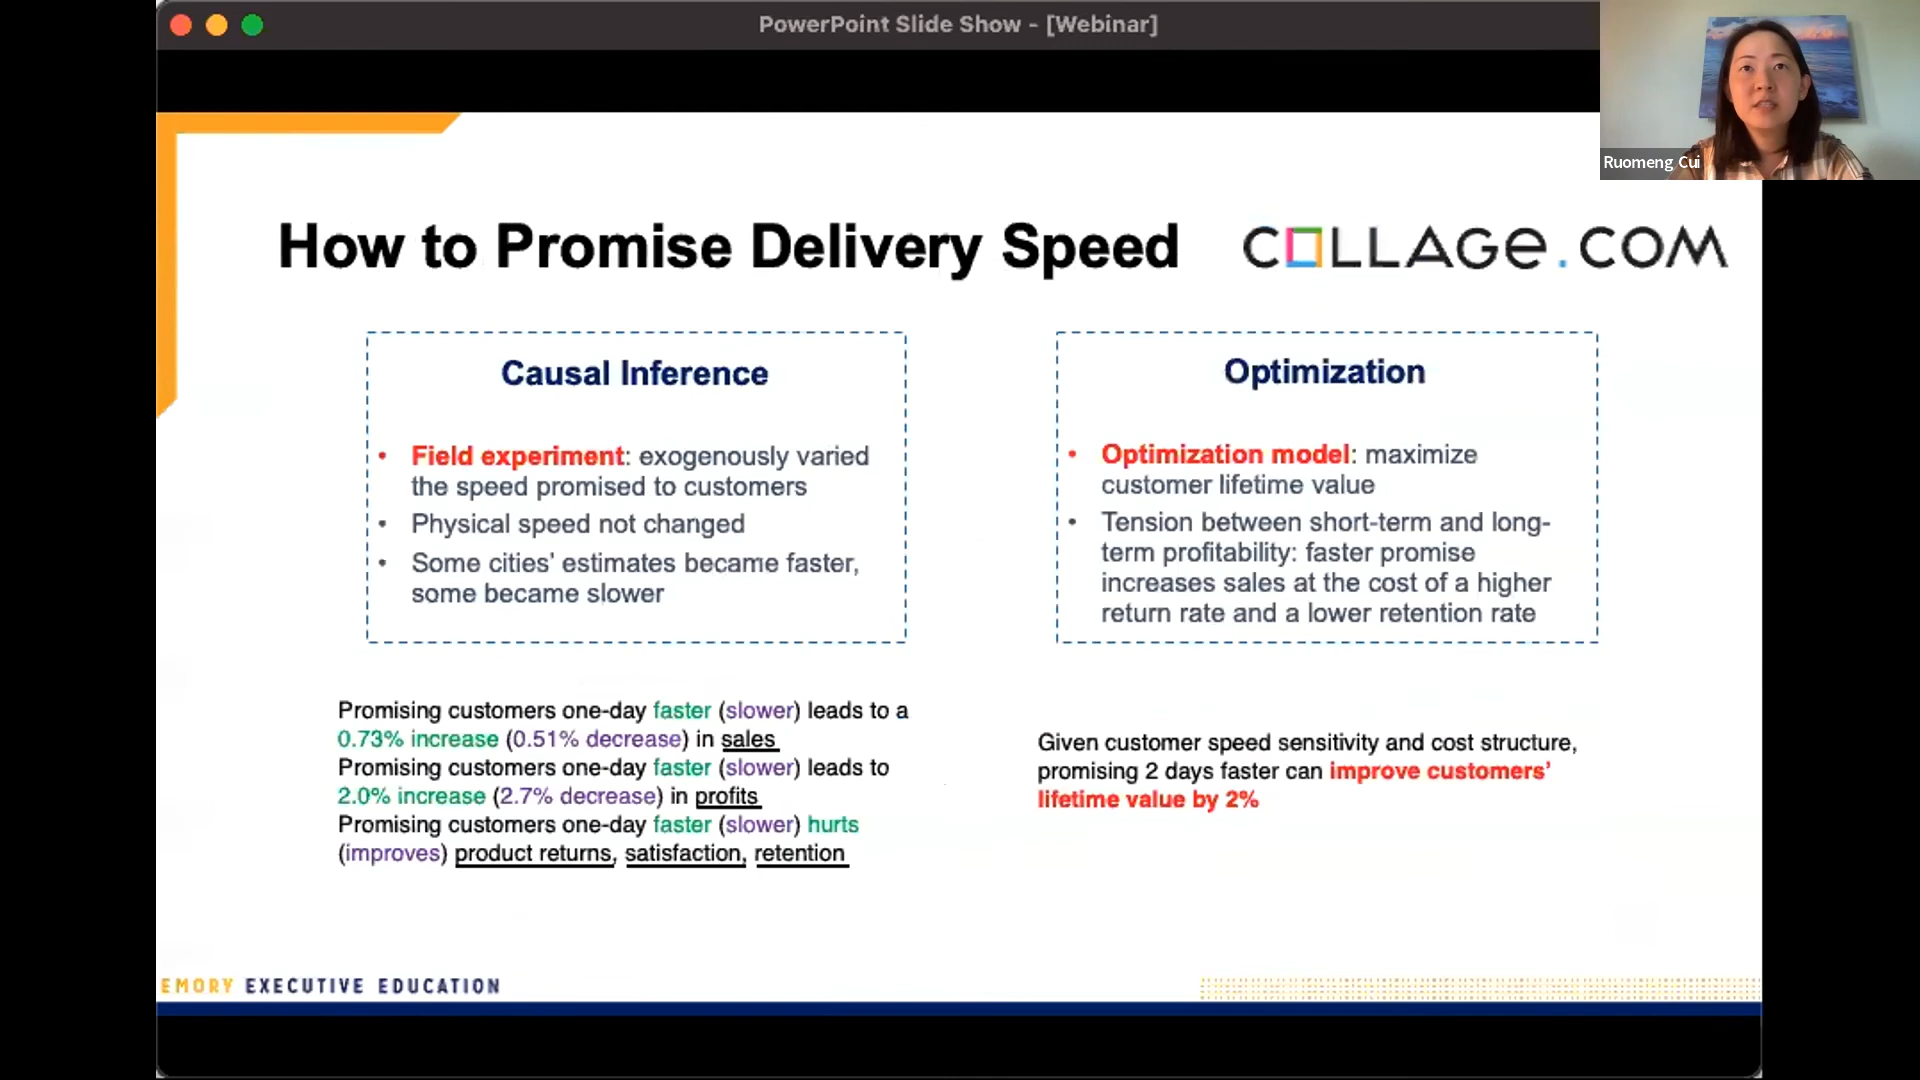 PowerPoint Slide Show - [Webinar]
Ruomeng Cui
How to Promise Delivery Speed
COLLAGe.COM
Causal Inference
• Field experiment: exogenously varied
the speed promised to customers
• Physical speed not changed
• Some cities' estimates became faster,
some became slower
Optimization
• Optimization model: maximize
customer lifetime value
• Tension between short-term and long-
term profitability: faster promise
increases sales at the cost of a higher
return rate and a lower retention rate
Promising customers one-day faster (slower) leads to a
0.73% increase (0.51% decrease) in sales
Promising customers one-day faster (slower) leads to
2.0% increase (2.7% decrease) in profits
Promising customers one-day faster (slower) hurts
(improves) product returns, satisfaction, retention
Given customer speed sensitivity and cost structure,
promising 2 days faster can improve customers’
lifetime value by 2%
EMORY EXECUTIVE EDUCATION